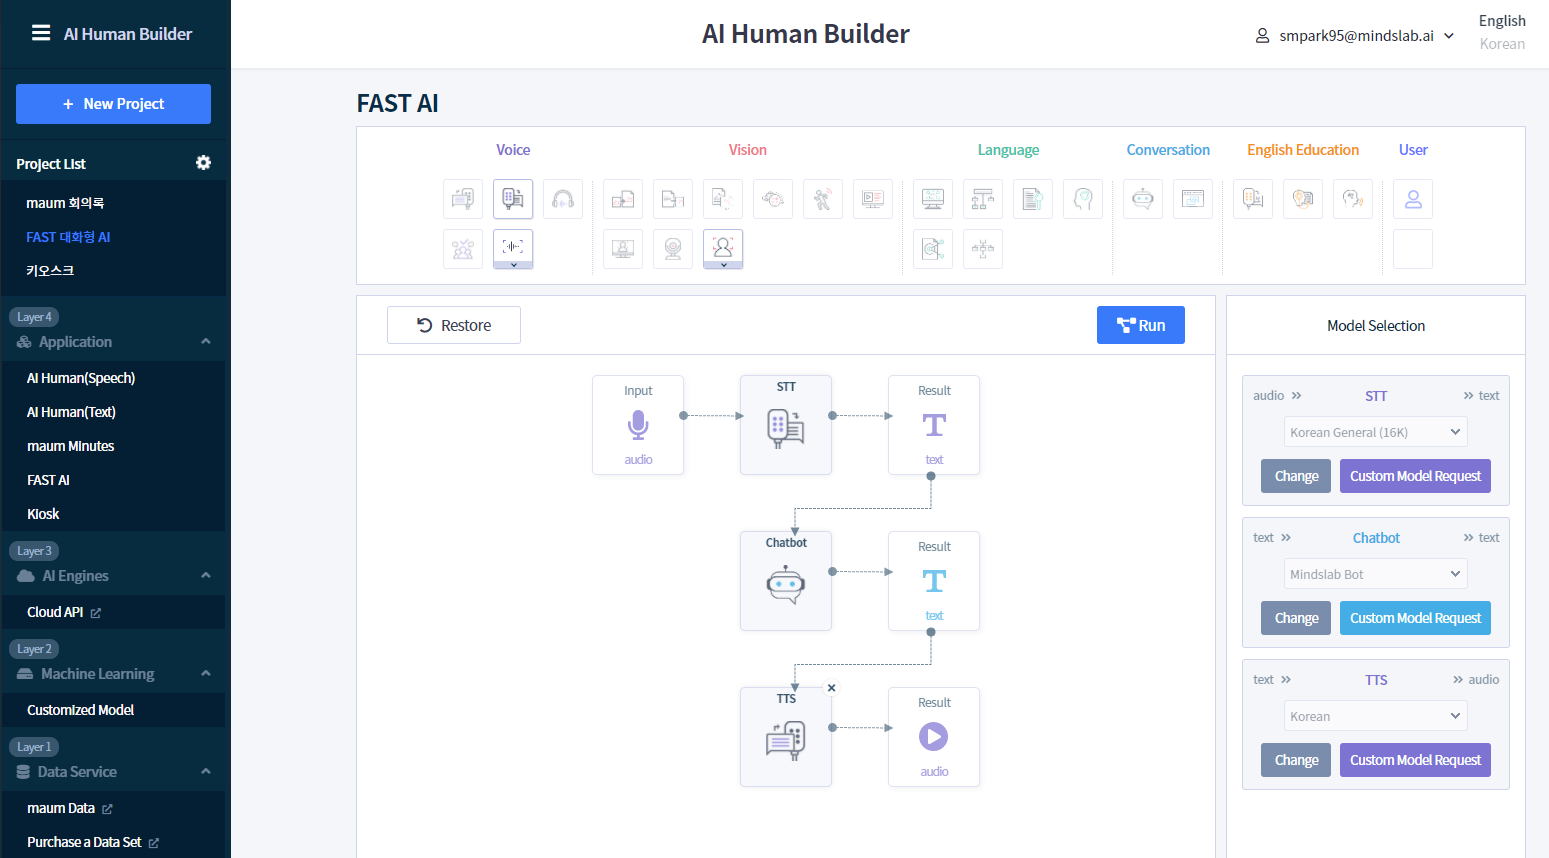 AI Human Builder
New Project
Project List
maum 회의록
FAST 대화형 AI
키오스크
Layer 4
Application
AI Human(Speech)
AI Human(Text)
maum Minutes
FAST AI
Kiosk
Layer 3
AI Engines
Cloud API
Layer 2
Machine Learning
Customized Model
Layer 1
Data Service
maum Data
Purchase a Data Set
AI Human Builder
smpark95@mindslab.ai
English
Korean
FAST AI
Voice
Vision
Language
Conversation
English Education
User
Restore
Run
Input
audio
STT
Result
T
text
Chatbot
Result
T
text
TTS
Result
audio
Model Selection
audio » STT » text
Korean General (16K)
Change
Custom Model Request
text » Chatbot » text
Mindslab Bot
Change
Custom Model Request
text » TTS » audio
Korean
Change
Custom Model Request